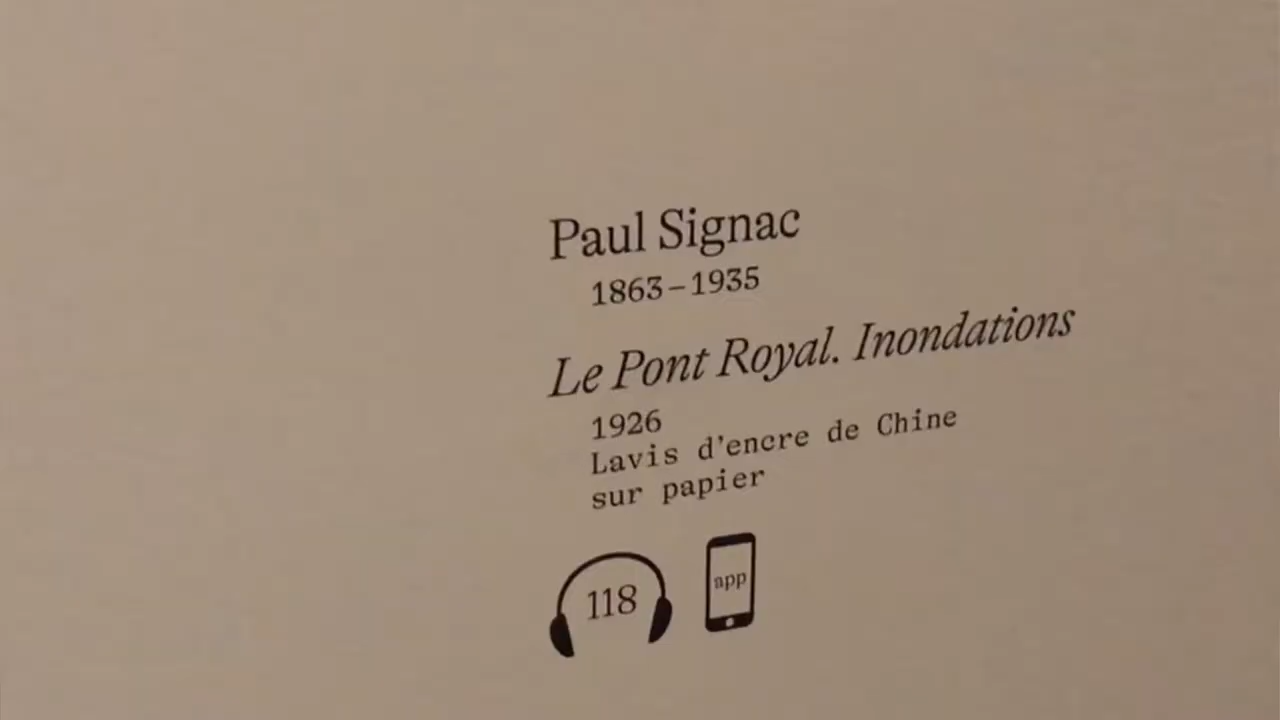 Paul Signac
1863–1935
Le Pont Royal. Inondations
1926
Lavis d'encre de Chine
sur papier
118
app